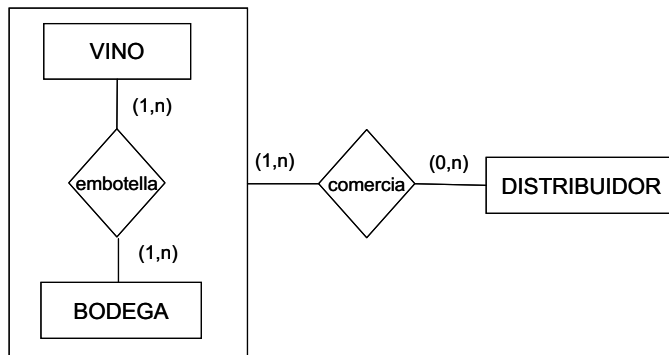 VINO
(1,n)
embotella
(1,n)
BODEGA
(1,n)
comercia
(0,n)
DISTRIBUIDOR